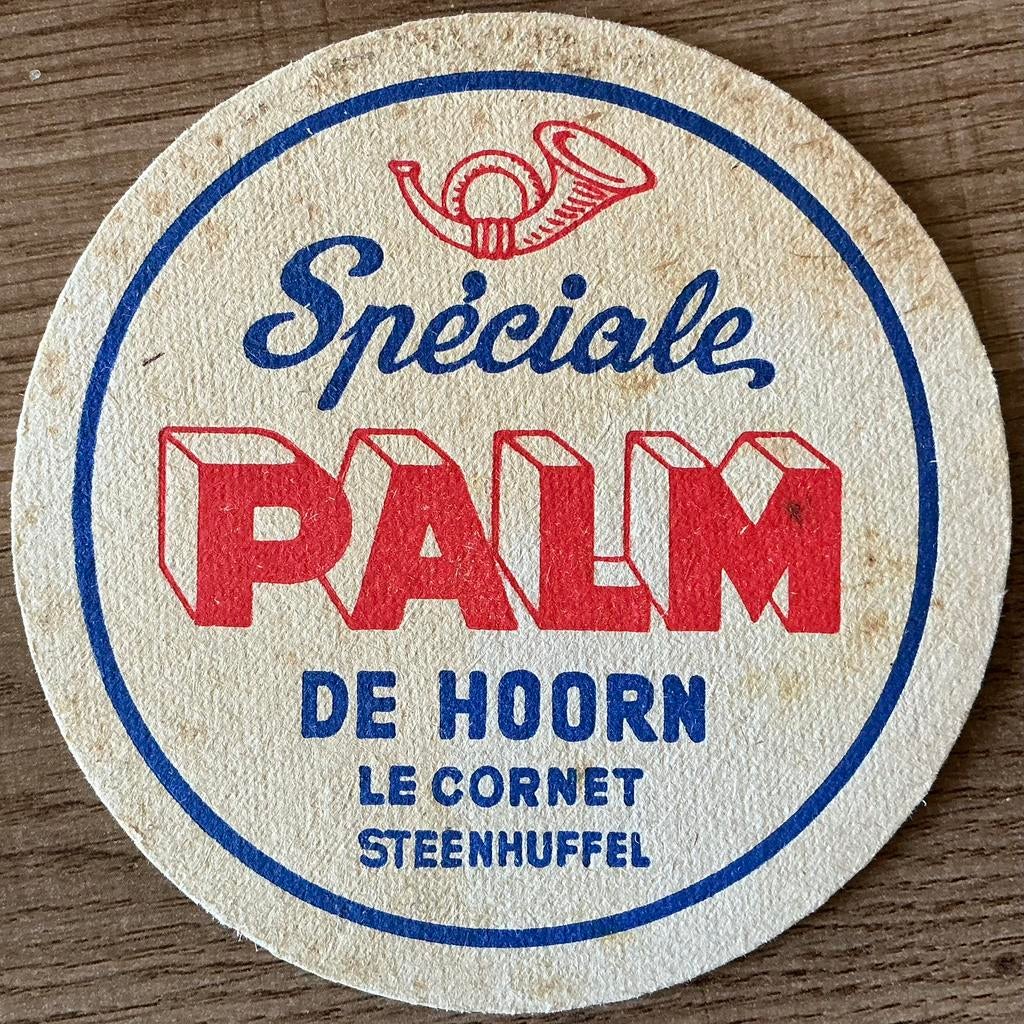 Spéciale
PALM
DE HOORN
LE CORNET
STEENHUFFEL